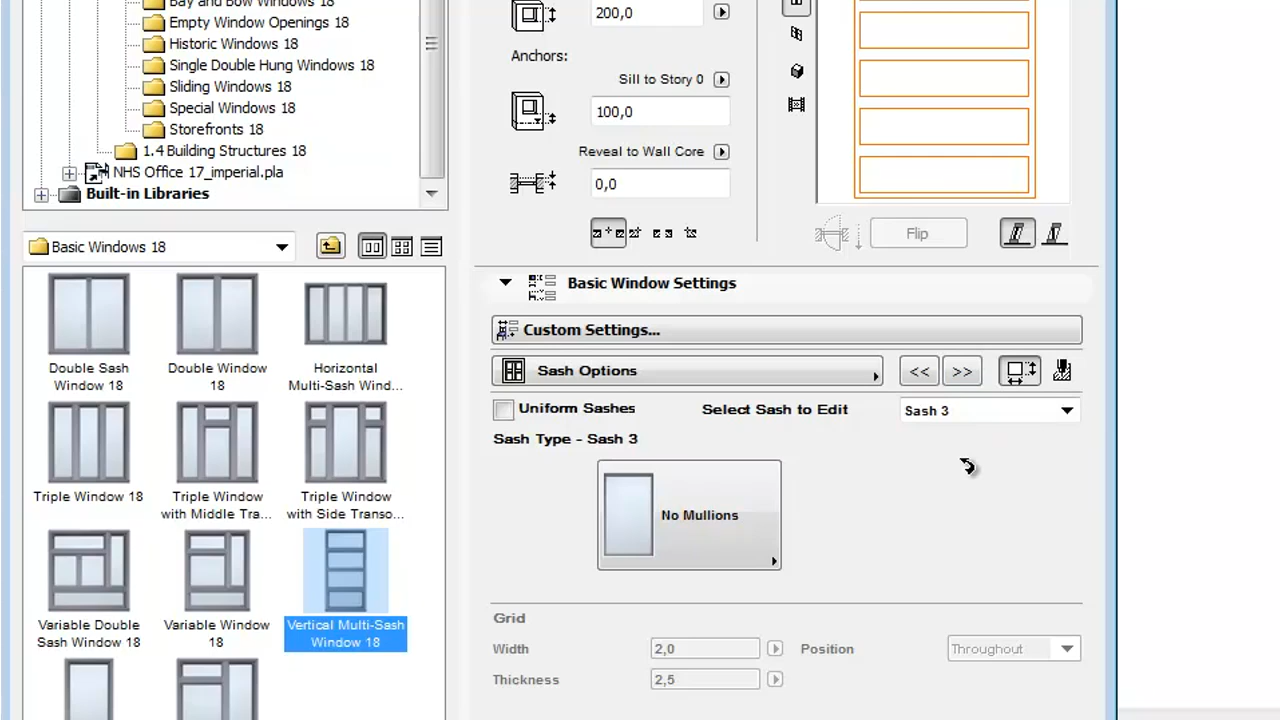 Bay and Bow Windows 18
Empty Window Openings 18
Historic Windows 18
Single Double Hung Windows 18
Sliding Windows 18
Special Windows 18
Storefronts 18
1.4 Building Structures 18
NHS Office 17_imperial.pla
Built-in Libraries
Basic Windows 18
Double Sash
Window 18
Double Window
18
Horizontal
Multi-Sash Wind...
Triple Window 18
Triple Window
with Middle Tra...
Triple Window
with Side Transo...
Variable Double
Sash Window 18
Variable Window
18
Vertical Multi-Sash
Window 18
200,0
Anchors:
Sill to Story 0
100,0
Reveal to Wall Core
0,0
Flip
Basic Window Settings
Custom Settings...
Sash Options
<<
>>
Uniform Sashes
Select Sash to Edit
Sash 3
Sash Type - Sash 3
No Mullions
Grid
Width
2,0
Position
Throughout
Thickness
2,5